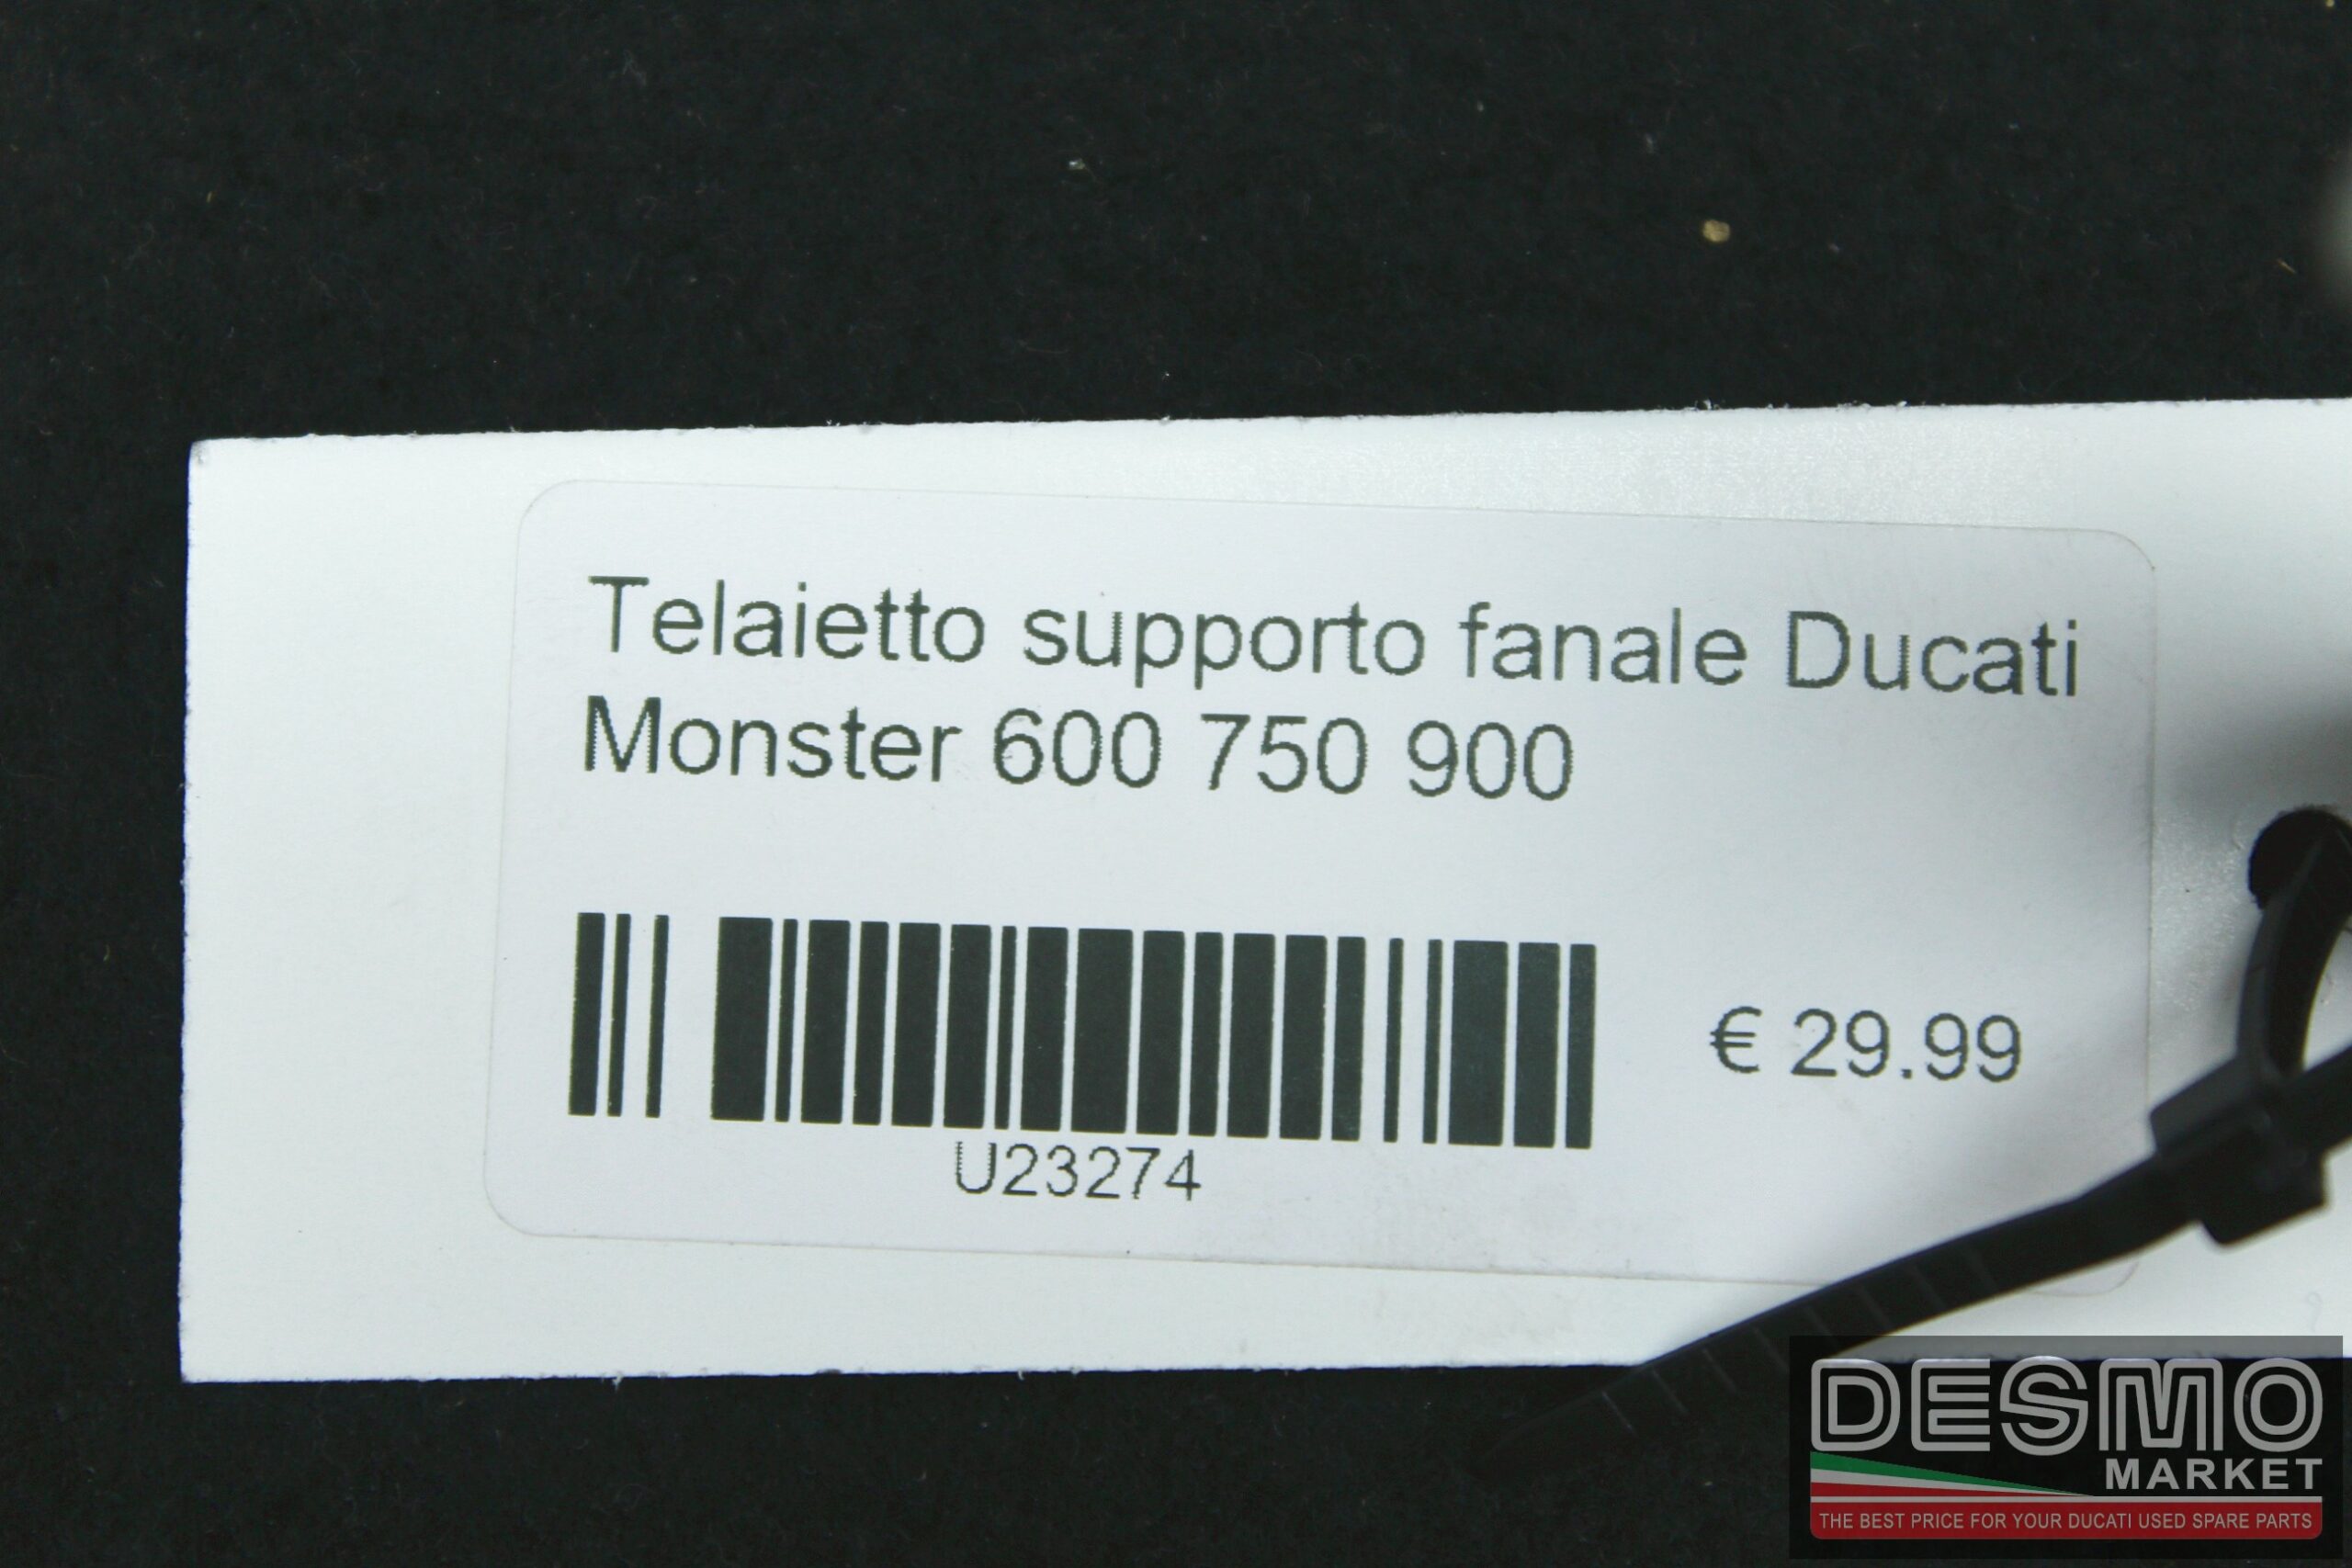 Telaietto supporto fanale Ducati
Monster 600 750 900
€ 29.99
U23274
DESMO
MARKET
THE BEST PRICE FOR YOUR DUCATI USED SPARE PARTS